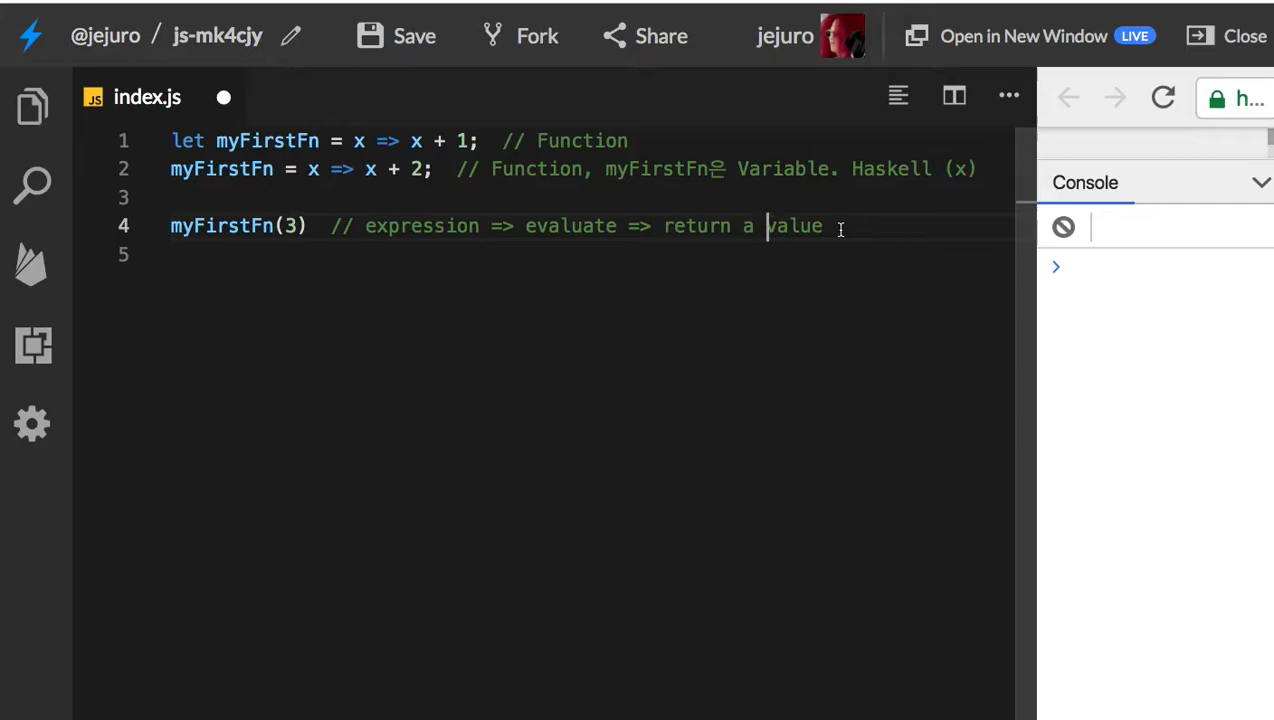 @jejuro / js-mk4cjy Save Fork Share jejuro Open in New Window LIVE Close
JS index.js
h...
1 let myFirstFn = x => x + 1; // Function
2 myFirstFn = x => x + 2; // Function, myFirstFn은 Variable. Haskell (x)
3
4 myFirstFn(3) // expression => evaluate => return a value
5
Console